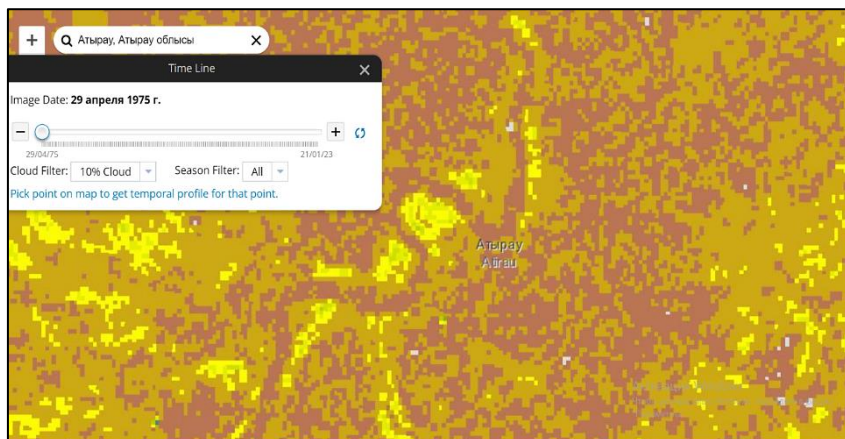 + Атырау, Атырау облысы X
Time Line X
Image Date: 29 апреля 1975 г.
− +
29/04/75 21/01/23
Cloud Filter: 10% Cloud Season Filter: All
Pick point on map to get temporal profile for that point.
Атырау
Atirau